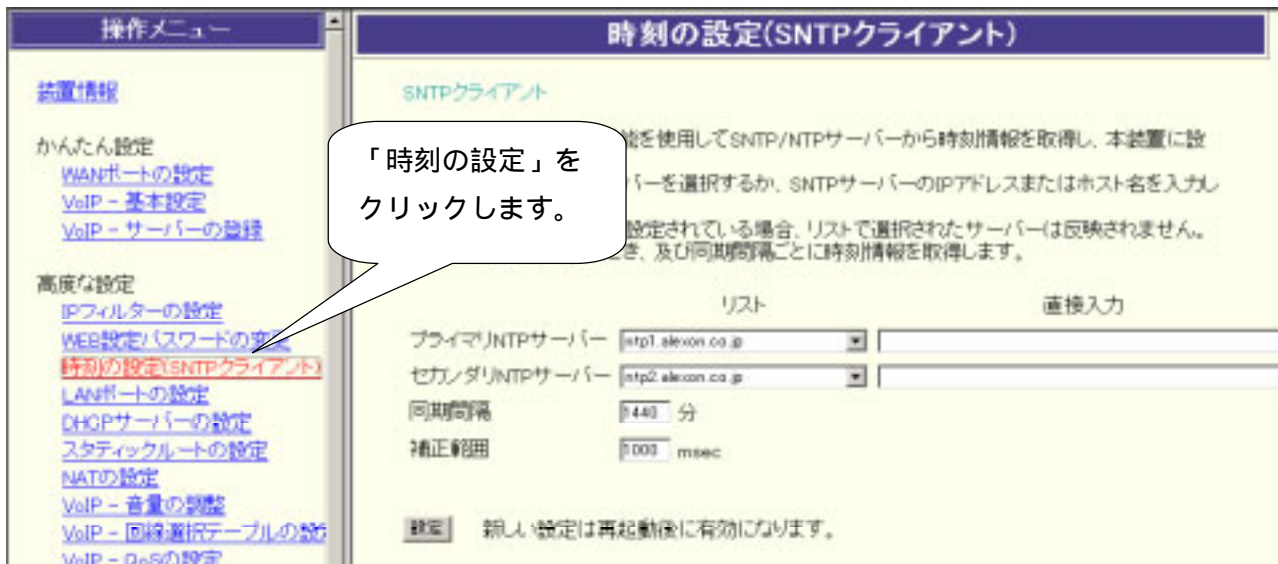 操作メニュー
装置情報
かんたん設定
WANポートの設定
VoIP - 基本設定
VoIP - サーバーの登録
高度な設定
IPフィルターの設定
WEB設定パスワードの変更
時刻の設定(SNTPクライアント)
LANポートの設定
DHCPサーバーの設定
スタティックルートの設定
NATの設定
VoIP - 音量の調整
VoIP - 回線選択テーブルの設定
VoIP - QoSの設定
時刻の設定(SNTPクライアント)
SNTPクライアント
能を使用してSNTP/NTPサーバーから時刻情報を取得し、本装置に設
バーを選択するか、SNTPサーバーのIPアドレスまたはホスト名を入力し
設定されている場合、リストで選択されたサーバーは反映されません。
とき、及び同期間隔ごとに時刻情報を取得します。
「時刻の設定」を
クリックします。
リスト 直接入力
プライマリNTPサーバー ntp1.alexon.co.jp
セカンダリNTPサーバー ntp2.alexon.co.jp
同期間隔 1440 分
補正範囲 1000 msec
設定 新しい設定は再起動後に有効になります。